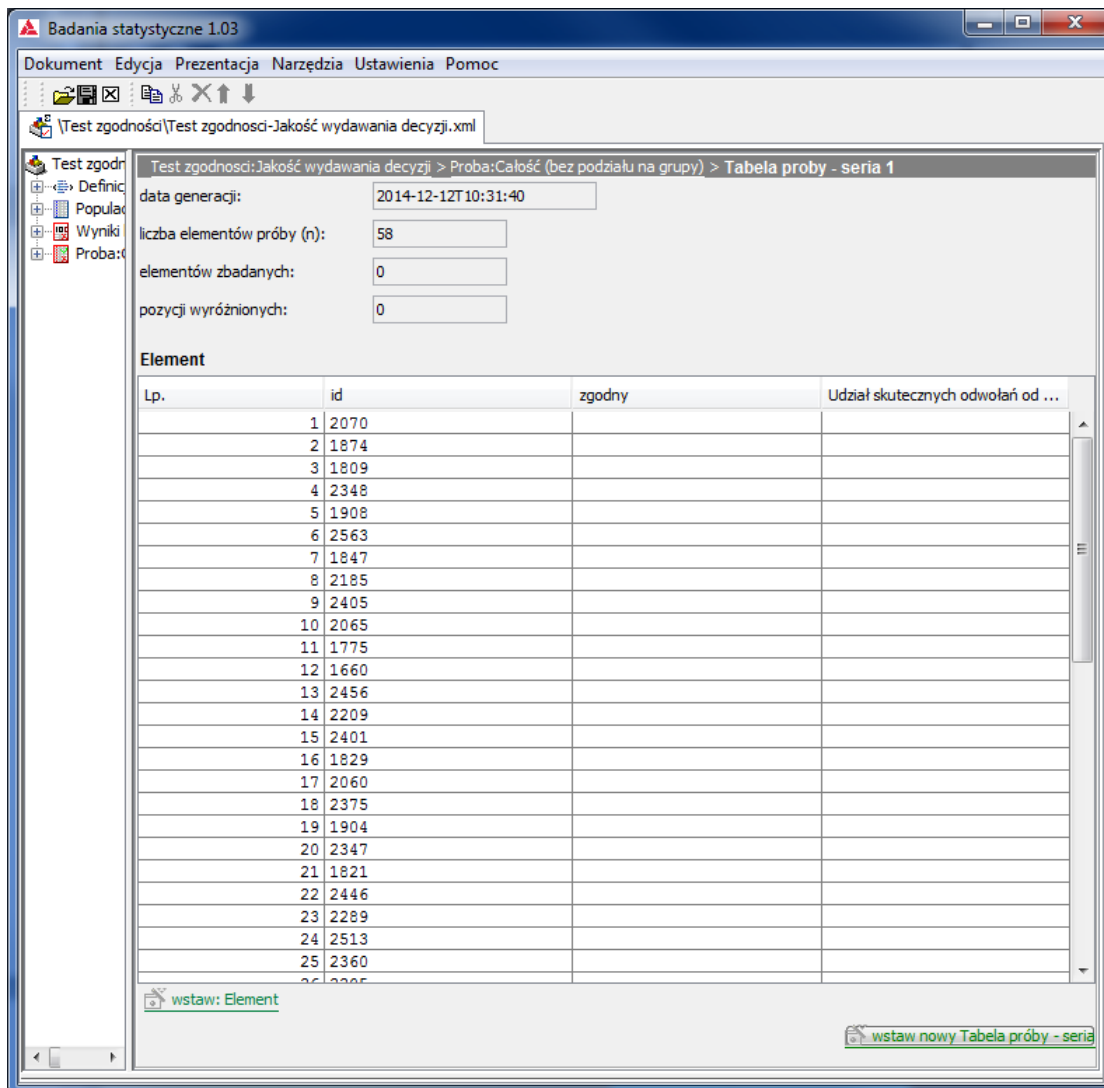 Badania statystyczne 1.03
Dokument Edycja Prezentacja Narzędzia Ustawienia Pomoc
\Test zgodności\Test zgodnosci-Jakość wydawania decyzji.xml
Test zgodn
Definic
Populac
Wyniki
Proba:C
Test zgodnosci:Jakość wydawania decyzji > Proba:Całość (bez podziału na grupy) > Tabela proby - seria 1
data generacji: 2014-12-12T10:31:40
liczba elementów próby (n): 58
elementów zbadanych: 0
pozycji wyróżnionych: 0
Element
Lp. id zgodny Udział skutecznych odwołań od ...
1 2070
2 1874
3 1809
4 2348
5 1908
6 2563
7 1847
8 2185
9 2405
10 2065
11 1775
12 1660
13 2456
14 2209
15 2401
16 1829
17 2060
18 2375
19 1904
20 2347
21 1821
22 2446
23 2289
24 2513
25 2360
wstaw: Element
wstaw nowy Tabela próby - seria